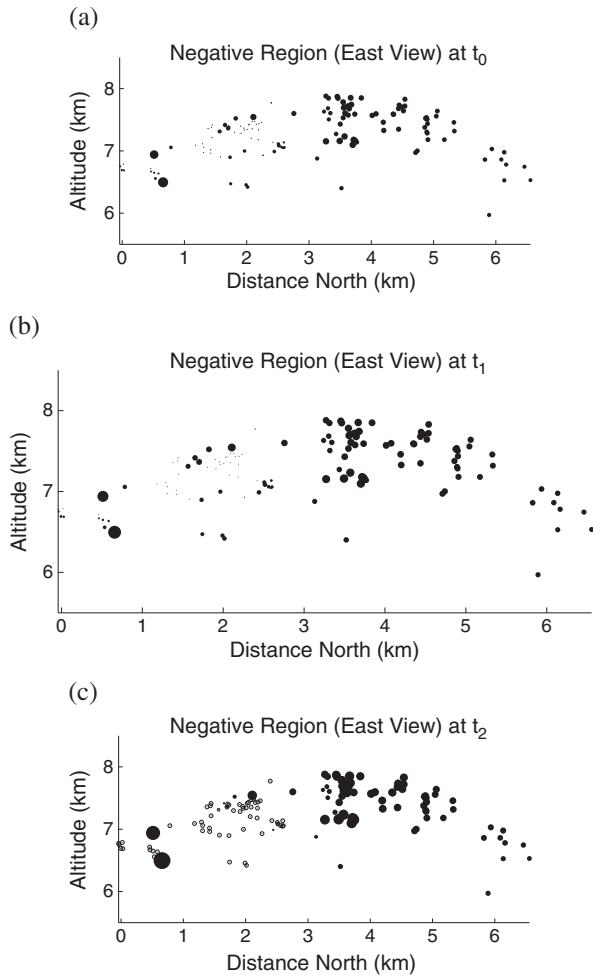 (a)
Negative Region (East View) at t₀
Altitude (km)
8
7
6
0 1 2 3 4 5 6
Distance North (km)
(b)
Negative Region (East View) at t₁
Altitude (km)
8
7
6
0 1 2 3 4 5 6
Distance North (km)
(c)
Negative Region (East View) at t₂
Altitude (km)
8
7
6
0 1 2 3 4 5 6
Distance North (km)